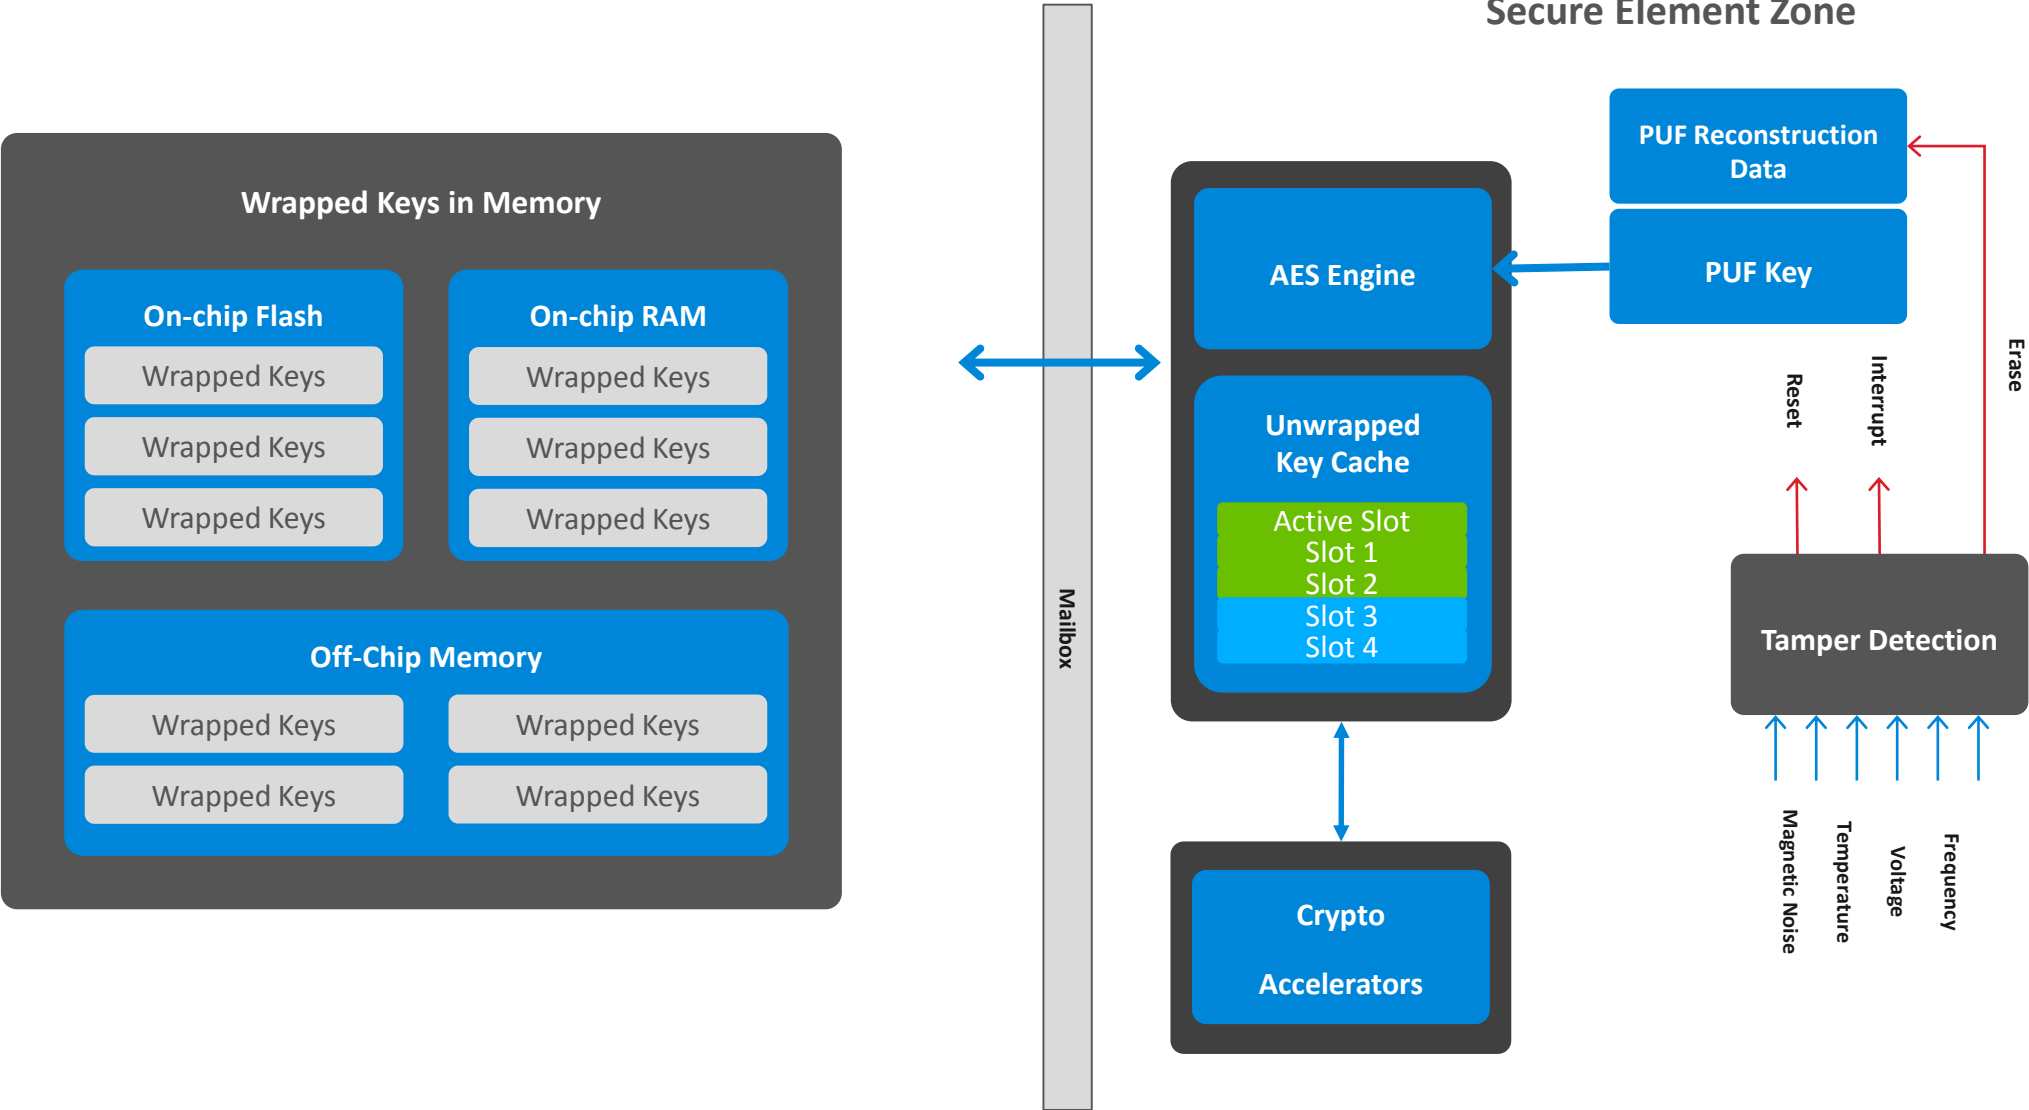 Secure Element Zone
Wrapped Keys in Memory
On-chip Flash
Wrapped Keys
Wrapped Keys
Wrapped Keys
On-chip RAM
Wrapped Keys
Wrapped Keys
Wrapped Keys
Off-Chip Memory
Wrapped Keys
Wrapped Keys
Wrapped Keys
Wrapped Keys
Mailbox
AES Engine
Unwrapped
Key Cache
Active Slot
Slot 1
Slot 2
Slot 3
Slot 4
Crypto
Accelerators
PUF Reconstruction
Data
PUF Key
Reset
Interrupt
Erase
Tamper Detection
Magnetic Noise
Temperature
Voltage
Frequency